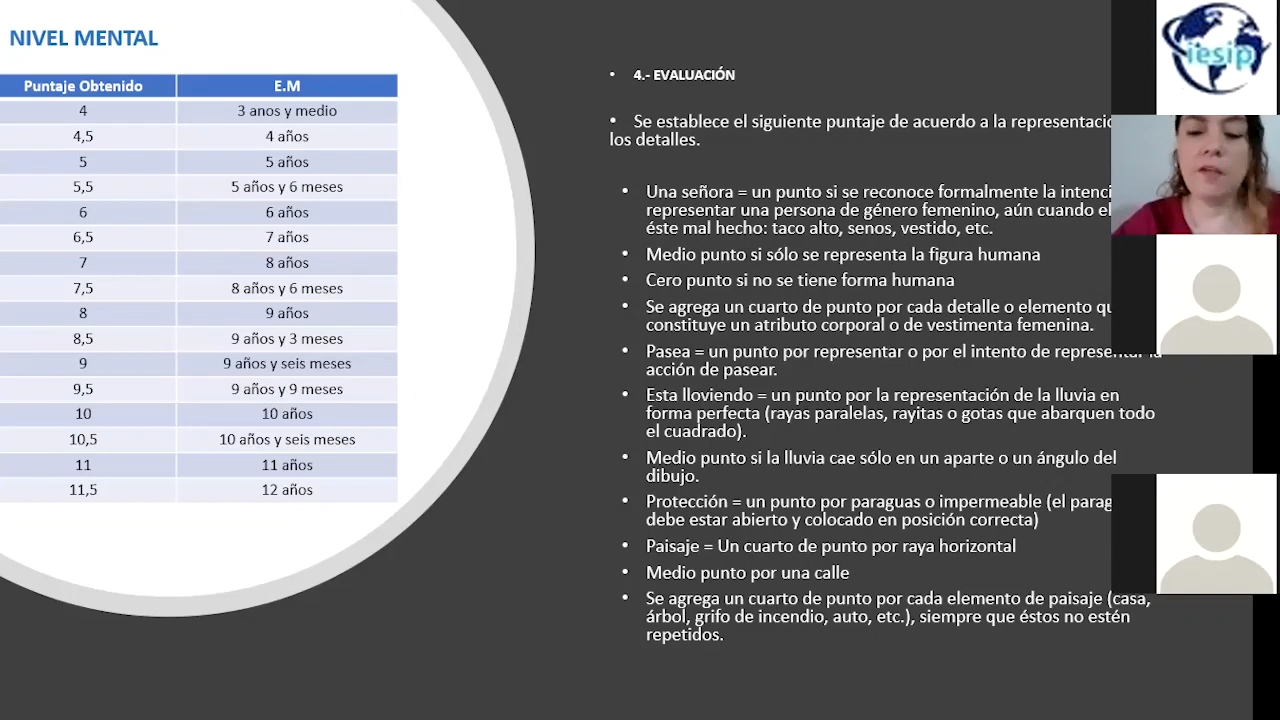 NIVEL MENTAL
Puntaje Obtenido E.M
4 3 anos y medio
4,5 4 años
5 5 años
5,5 5 años y 6 meses
6 6 años
6,5 7 años
7 8 años
7,5 8 años y 6 meses
8 9 años
8,5 9 años y 3 meses
9 9 años y seis meses
9,5 9 años y 9 meses
10 10 años
10,5 10 años y seis meses
11 11 años
11,5 12 años
• 4.- EVALUACIÓN
• Se establece el siguiente puntaje de acuerdo a la
los detalles.
• Una señora = un punto si se reconoce formalmente la
representar una persona de género femenino, aún cuando
éste mal hecho: taco alto, senos, vestido, etc.
• Medio punto si sólo se representa la figura humana
• Cero punto si no se tiene forma humana
• Se agrega un cuarto de punto por cada detalle o elemento
constituye un atributo corporal o de vestimenta femenina.
• Pasea = un punto por representar o por el intento de representar la
acción de pasear.
• Esta lloviendo = un punto por la representación de la lluvia en
forma perfecta (rayas paralelas, rayitas o gotas que abarquen todo
el cuadrado).
• Medio punto si la lluvia cae sólo en un aparte o un ángulo del
dibujo.
• Protección = un punto por paraguas o impermeable (el
debe estar abierto y colocado en posición correcta)
• Paisaje = Un cuarto de punto por raya horizontal
• Medio punto por una calle
• Se agrega un cuarto de punto por cada elemento de paisaje (casa,
árbol, grifo de incendio, auto, etc.), siempre que éstos no estén
repetidos.
iesip